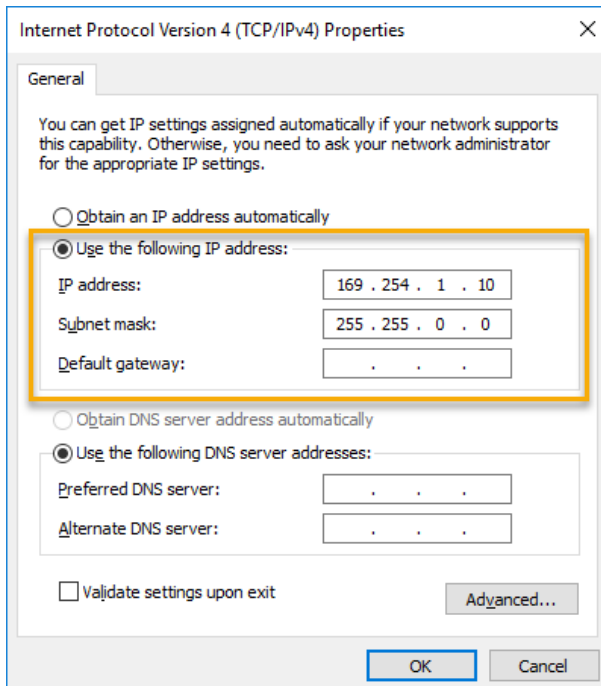 Internet Protocol Version 4 (TCP/IPv4) Properties
General
You can get IP settings assigned automatically if your network supports
this capability. Otherwise, you need to ask your network administrator
for the appropriate IP settings.
Obtain an IP address automatically
Use the following IP address:
IP address: 169 . 254 . 1 . 10
Subnet mask: 255 . 255 . 0 . 0
Default gateway: . . .
Obtain DNS server address automatically
Use the following DNS server addresses:
Preferred DNS server: . . .
Alternate DNS server: . . .
Validate settings upon exit
Advanced...
OK Cancel